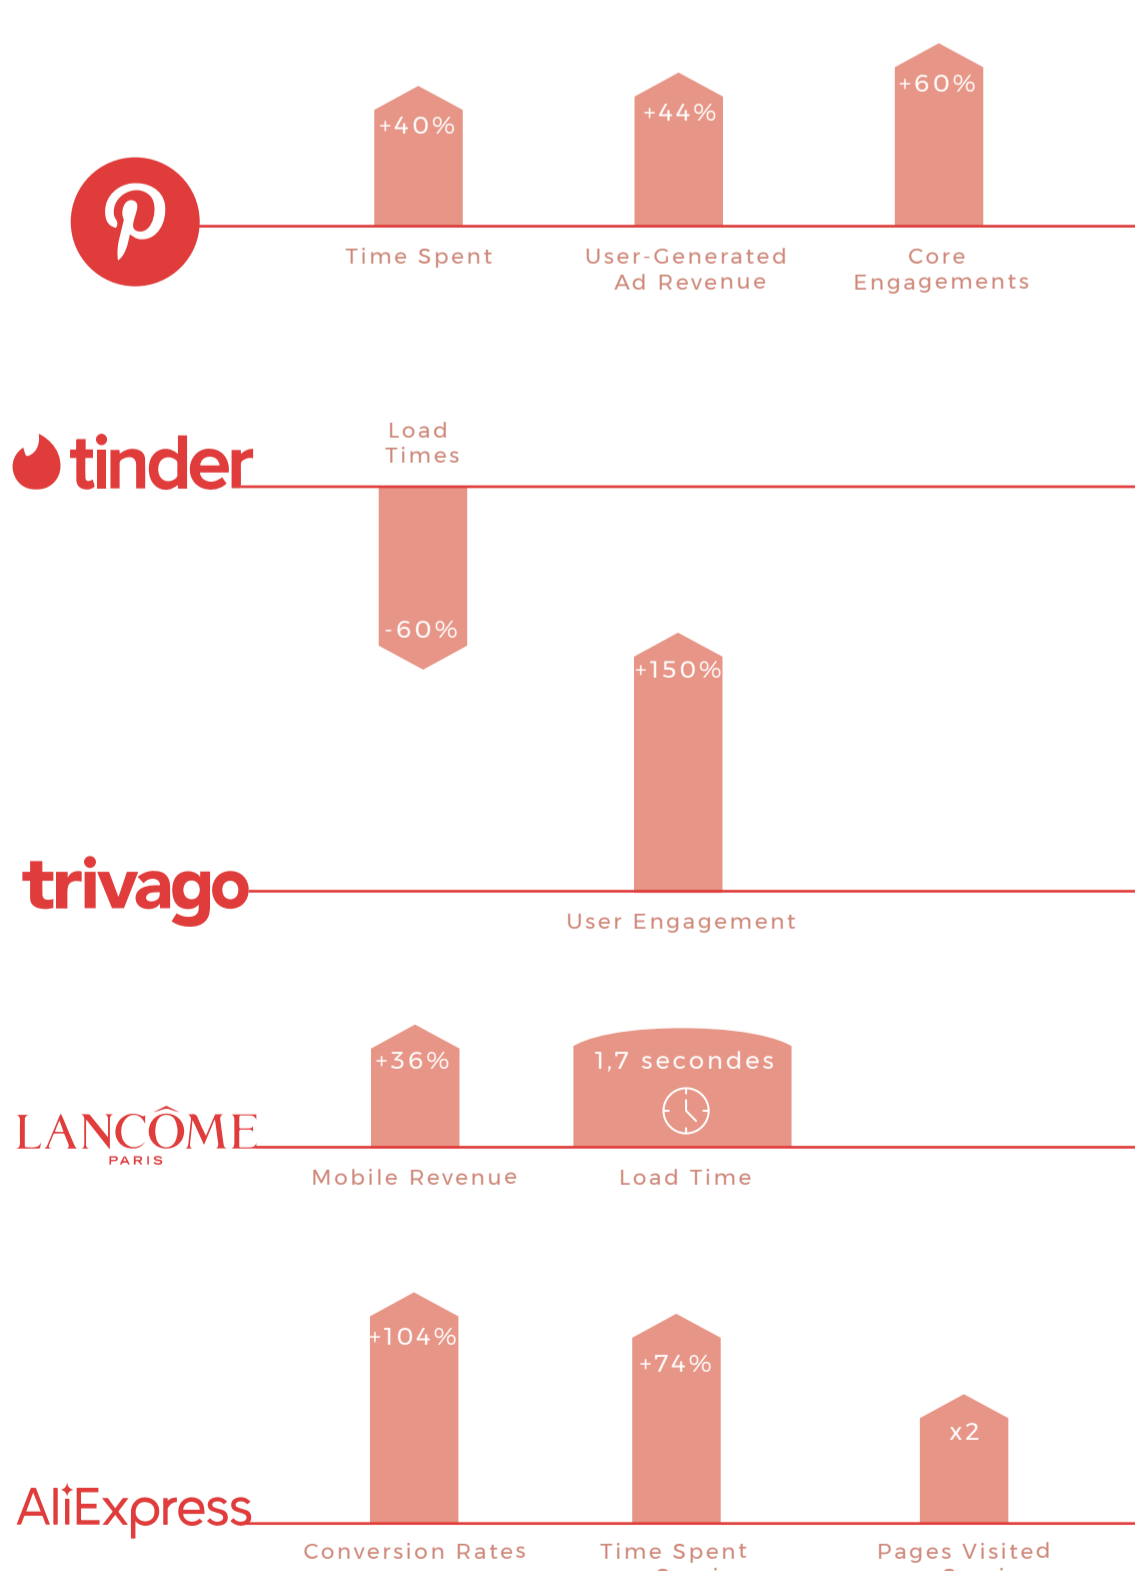 +40%
+44%
+60%
Time Spent
User-Generated
Ad Revenue
Core
Engagements
tinder
Load
Times
-60%
+150%
trivago
User Engagement
+36%
1,7 secondes
LANCÔME
PARIS
Mobile Revenue
Load Time
+104%
+74%
x2
AliExpress
Conversion Rates
Time Spent
Pages Visited